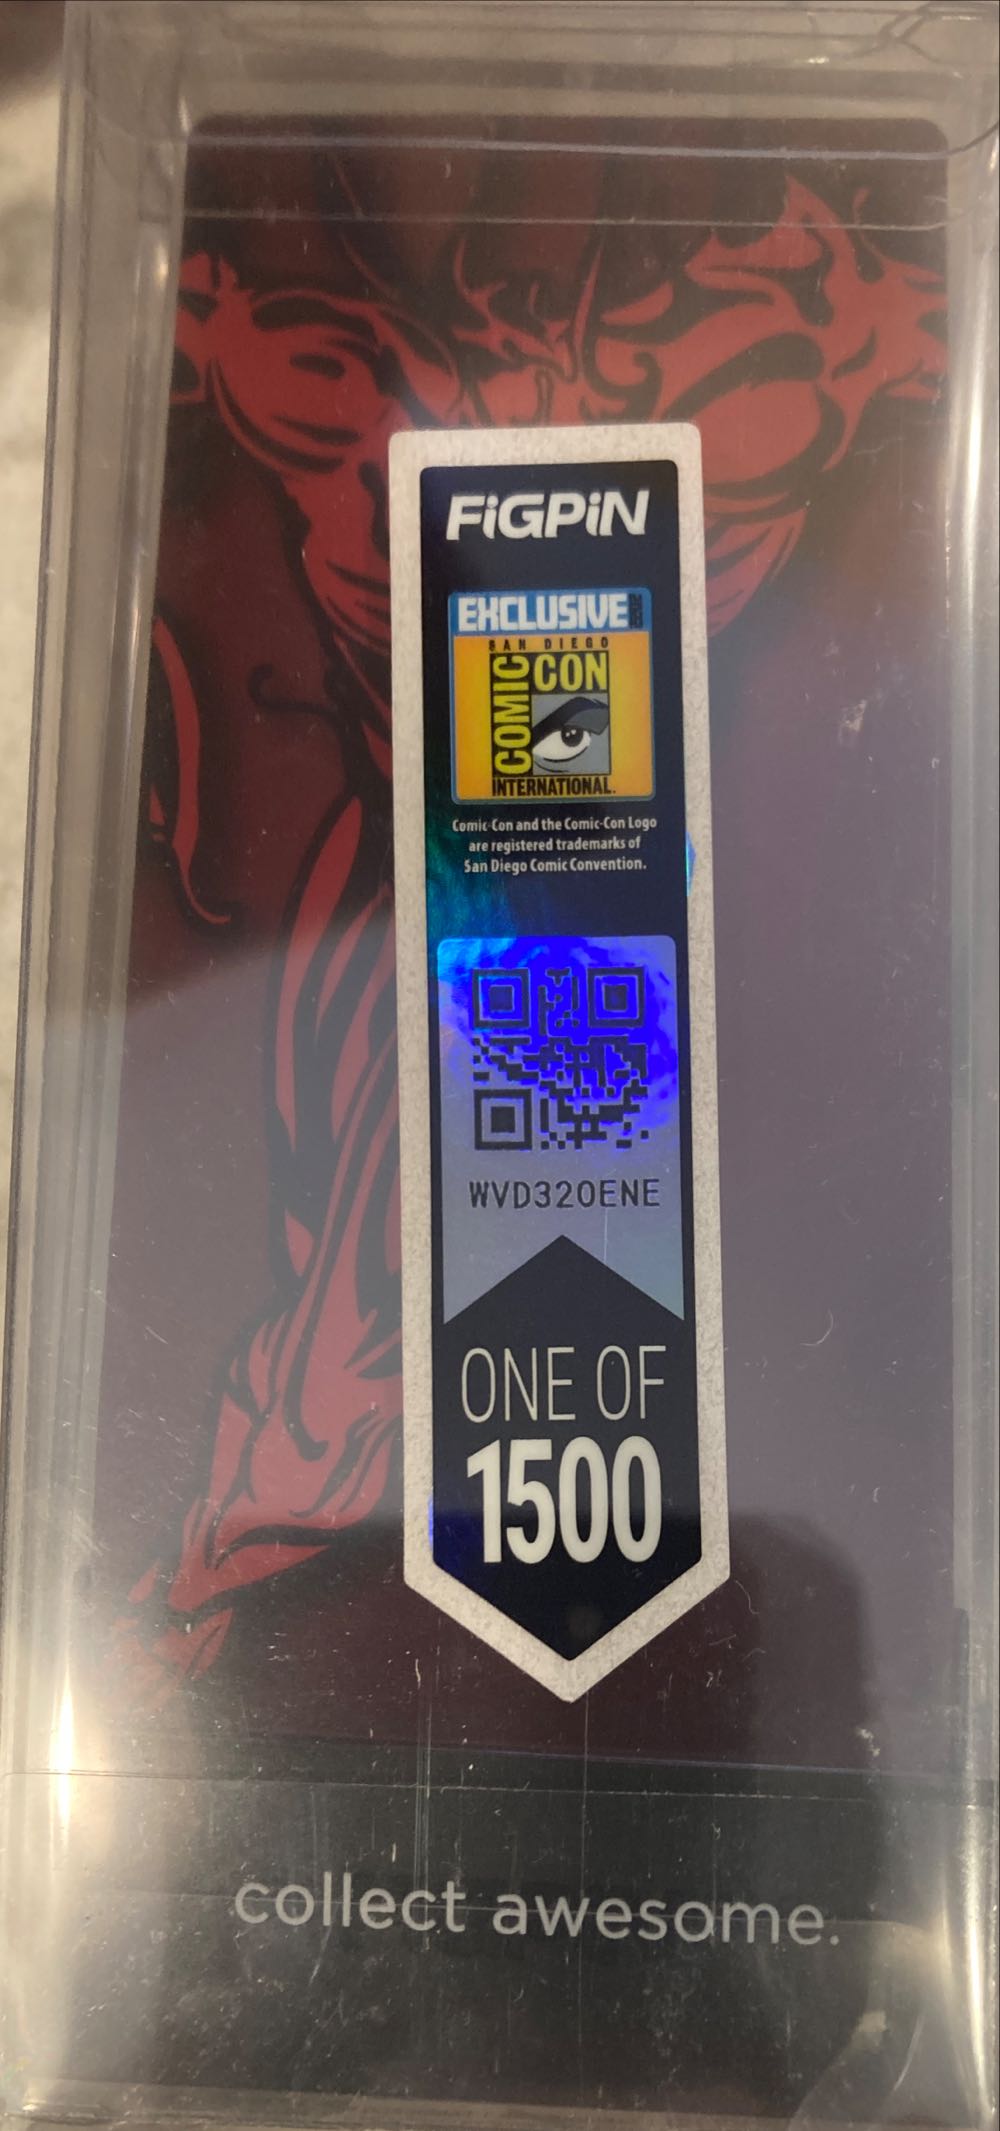 FiGPiN
EXCLUSIVE
SAN DIEGO
COMIC CON
INTERNATIONAL.
Comic-Con and the Comic-Con Logo
are registered trademarks of
San Diego Comic Convention.
WVD320ENE
ONE OF
1500
collect awesome.